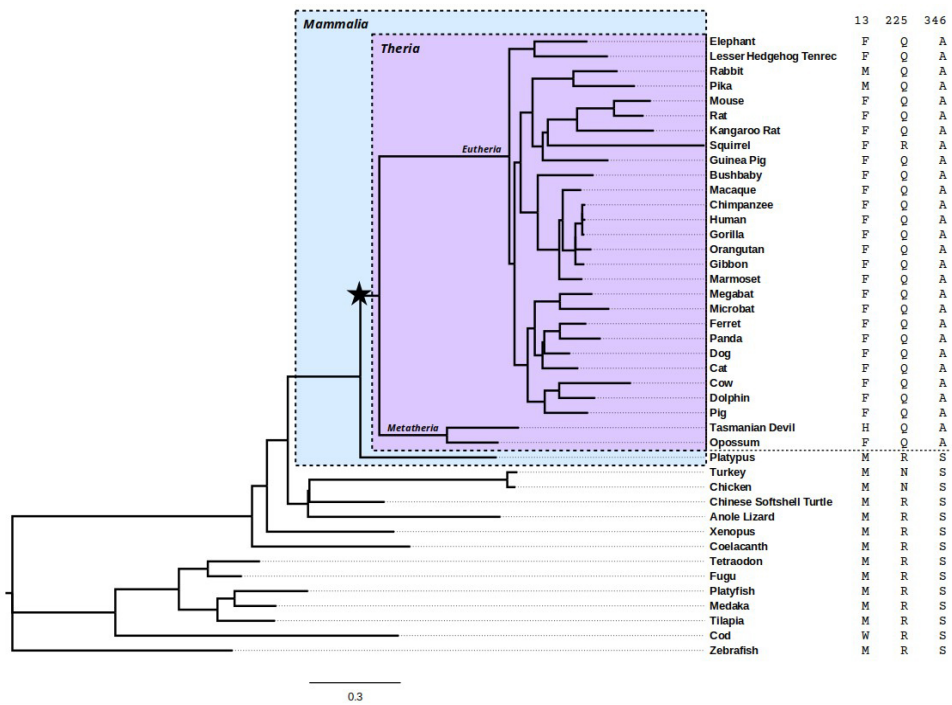 Mammalia
13 225 346
Theria
Elephant F Q A
Lesser Hedgehog Tenrec F Q A
Rabbit M Q A
Pika M Q A
Mouse F Q A
Rat F Q A
Kangaroo Rat F Q A
Eutheria
Squirrel F R A
Guinea Pig F Q A
Bushbaby F Q A
Macaque F Q A
Chimpanzee F Q A
Human F Q A
Gorilla F Q A
Orangutan F Q A
Gibbon F Q A
Marmoset F Q A
Megabat F Q A
Microbat F Q A
Ferret F Q A
Panda F Q A
Dog F Q A
Cat F Q A
Cow F Q A
Dolphin F Q A
Pig F Q A
Metatheria
Tasmanian Devil H Q A
Opossum F Q A
Platypus M R S
Turkey M N S
Chicken M N S
Chinese Softshell Turtle M R S
Anole Lizard M R S
Xenopus M R S
Coelacanth M R S
Tetraodon M R S
Fugu M R S
Platyfish M R S
Medaka M R S
Tilapia M R S
Cod W R S
Zebrafish M R S
0.3